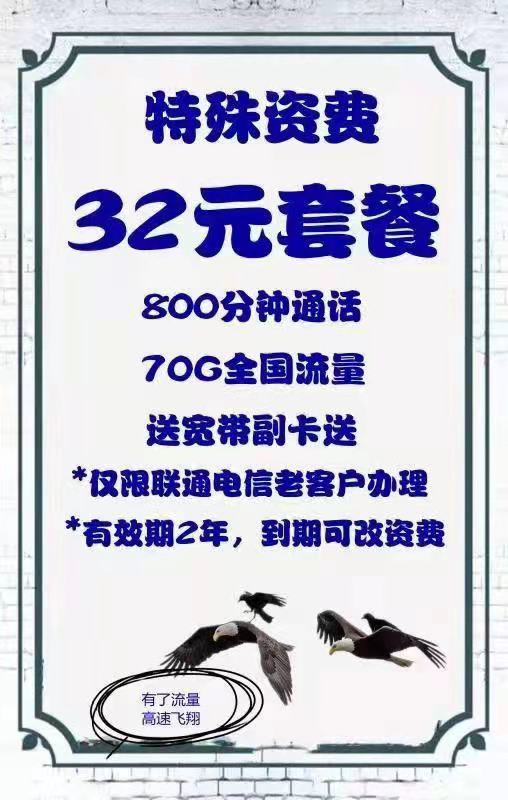 特殊资费
32元套餐
800分钟通话
70G全国流量
送宽带副卡送
*仅限联通电信老客户办理
*有效期2年，到期可改资费
有了流量
高速飞翔